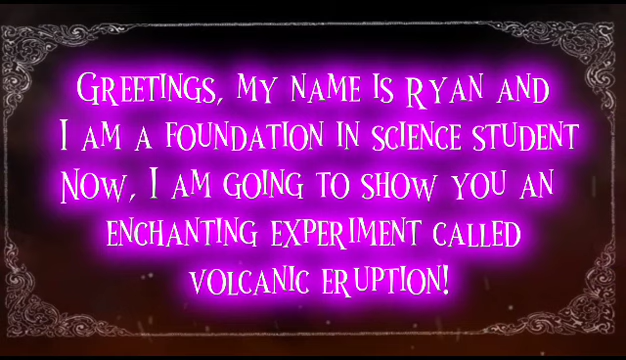 Greetings, my name is Ryan and
I am a foundation in science student
Now, I am going to show you an
enchanting experiment called
volcanic eruption!